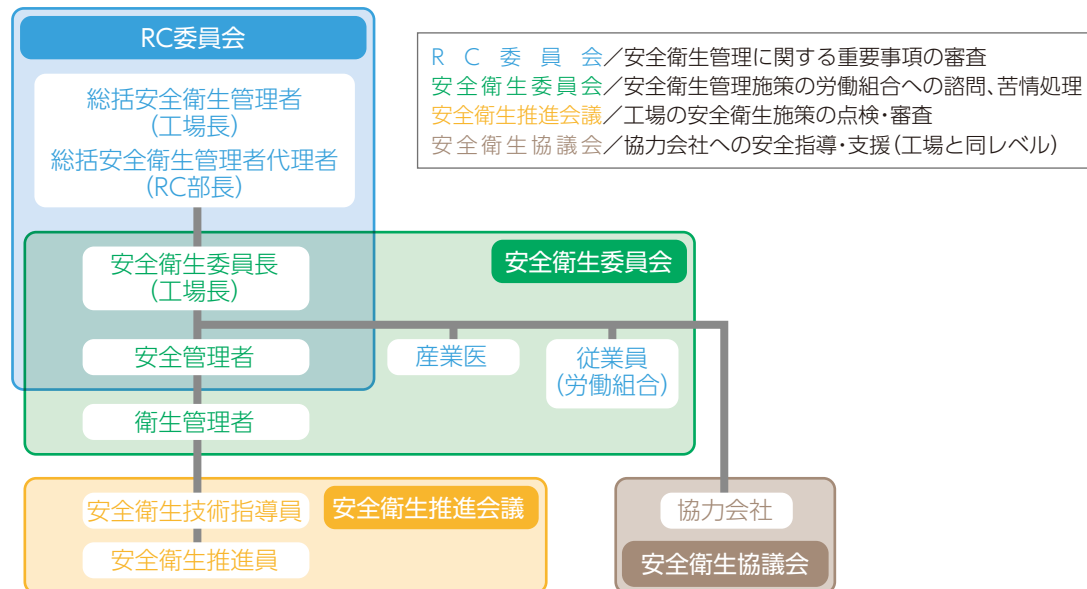 RC委員会
総括安全衛生管理者
(工場長)
総括安全衛生管理者代理者
(RC部長)
RC委員会/安全衛生管理に関する重要事項の審査
安全衛生委員会/安全衛生管理施策の労働組合への諮問、苦情処理
安全衛生推進会議/工場の安全衛生施策の点検・審査
安全衛生協議会/協力会社への安全指導・支援(工場と同レベル)
安全衛生委員会
安全衛生委員長
(工場長)
安全管理者
産業医
従業員
(労働組合)
衛生管理者
安全衛生技術指導員
安全衛生推進会議
安全衛生推進員
協力会社
安全衛生協議会